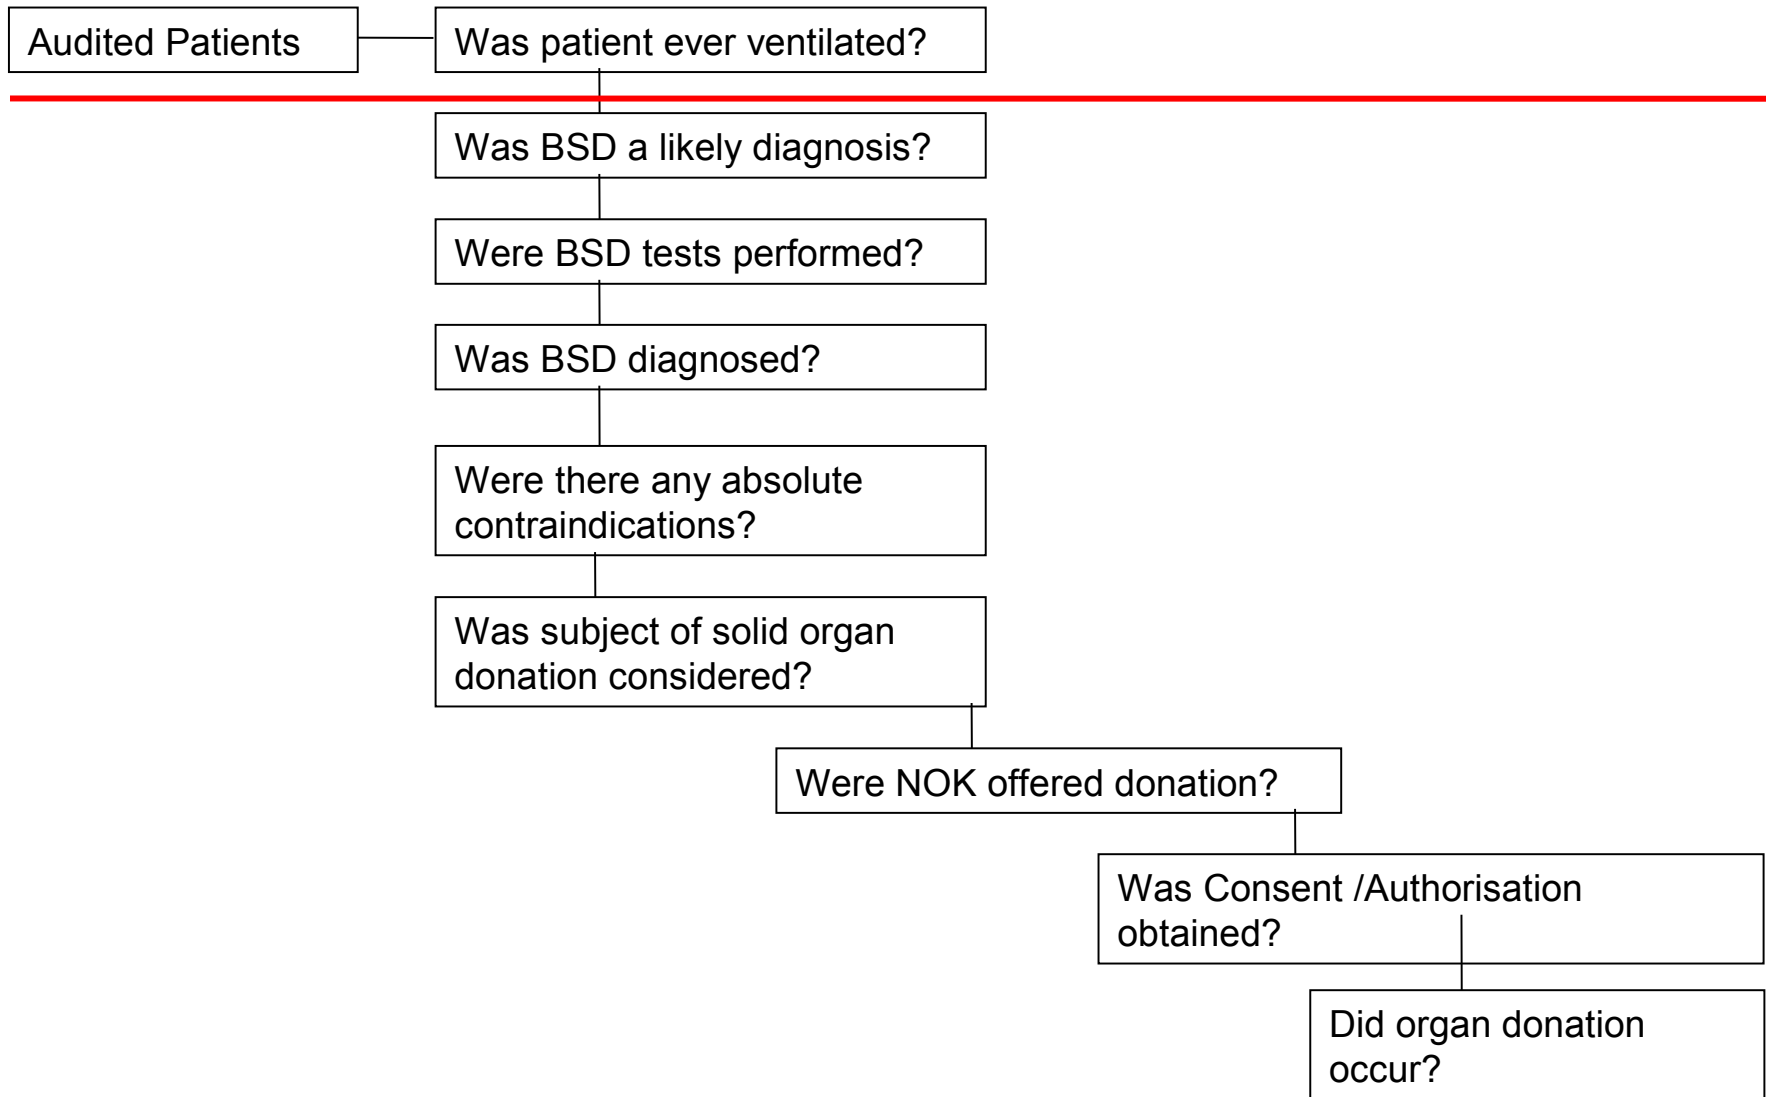 Audited Patients
Was patient ever ventilated?
Was BSD a likely diagnosis?
Were BSD tests performed?
Was BSD diagnosed?
Were there any absolute
contraindications?
Was subject of solid organ
donation considered?
Were NOK offered donation?
Was Consent /Authorisation
obtained?
Did organ donation
occur?